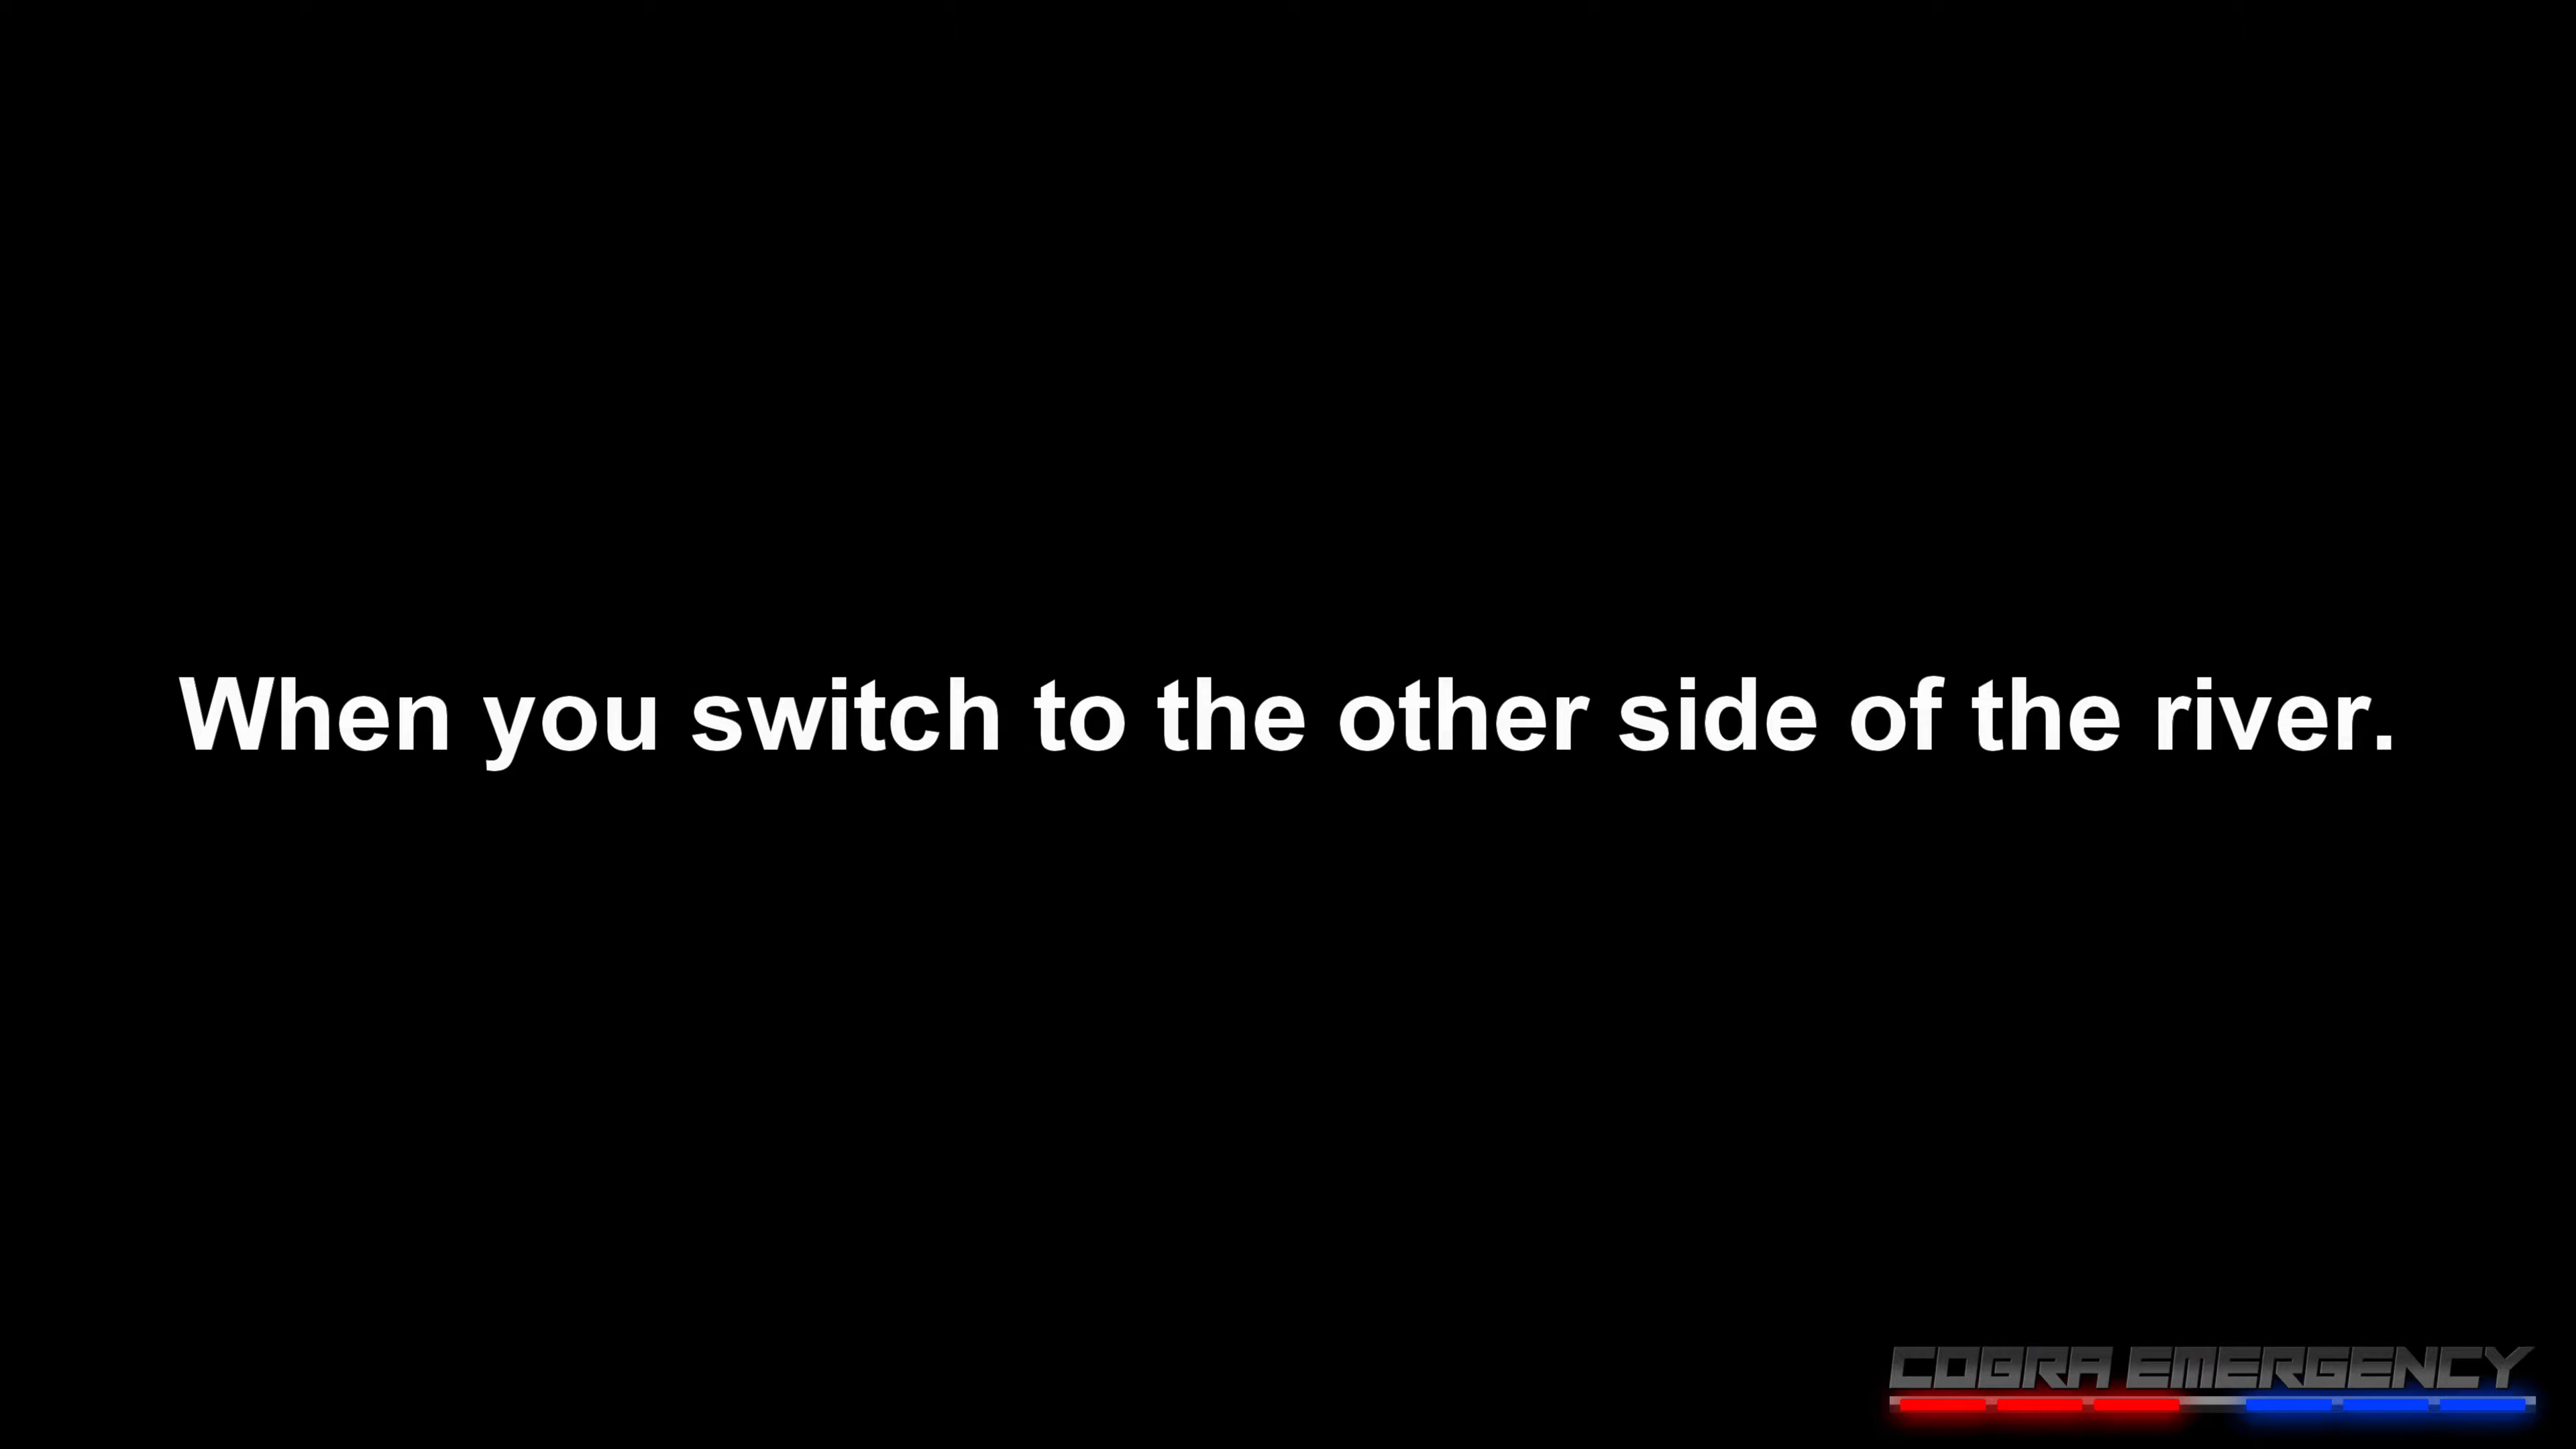 When you switch to the other side of the river.
COBRA EMERGENCY